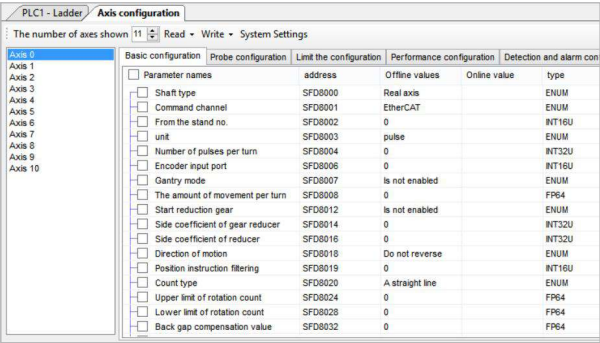 PLC1 - Ladder Axis configuration
The number of axes shown 11 Read Write System Settings
Axis 0
Axis 1
Axis 2
Axis 3
Axis 4
Axis 5
Axis 6
Axis 7
Axis 8
Axis 9
Axis 10
Basic configuration Probe configuration Limit the configuration Performance configuration Detection and alarm con
Parameter names address Offline values Online value type
Shaft type SFD8000 Real axis ENUM
Command channel SFD8001 EtherCAT ENUM
From the stand no. SFD8002 0 INT16U
unit SFD8003 pulse ENUM
Number of pulses per turn SFD8004 0 INT32U
Encoder input port SFD8006 0 INT16U
Gantry mode SFD8007 Is not enabled ENUM
The amount of movement per turn SFD8008 0 FP64
Start reduction gear SFD8012 Is not enabled ENUM
Side coefficient of gear reducer SFD8014 0 INT32U
Side coefficient of reducer SFD8016 0 INT32U
Direction of motion SFD8018 Do not reverse ENUM
Position instruction filtering SFD8019 0 INT16U
Count type SFD8020 A straight line ENUM
Upper limit of rotation count SFD8024 0 FP64
Lower limit of rotation count SFD8028 0 FP64
Back gap compensation value SFD8032 0 FP64